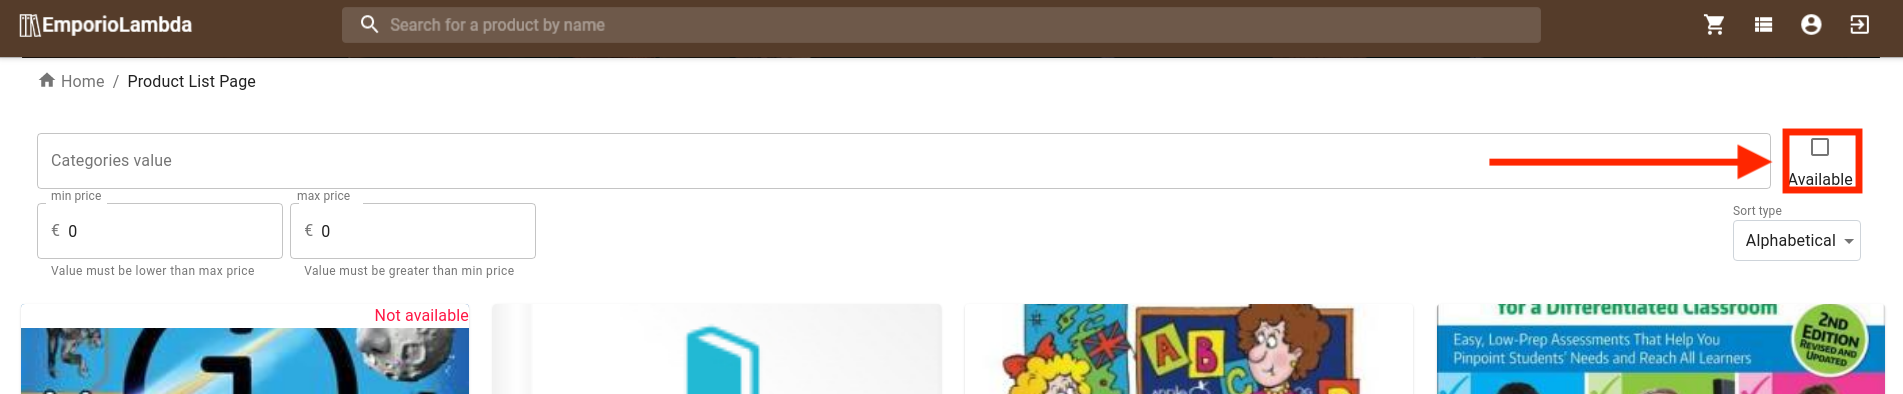 EmporioLambda
Search for a product by name
Home / Product List Page
Categories value
Available
min price
max price
€ 0
€ 0
Value must be lower than max price
Value must be greater than min price
Sort type
Alphabetical
Not available
A B C
for a Differentiated Classroom
Easy, Low-Prep Assessments That Help You
Pinpoint Students' Needs and Reach All Learners
2ND
EDITION
REVISED AND
UPDATED